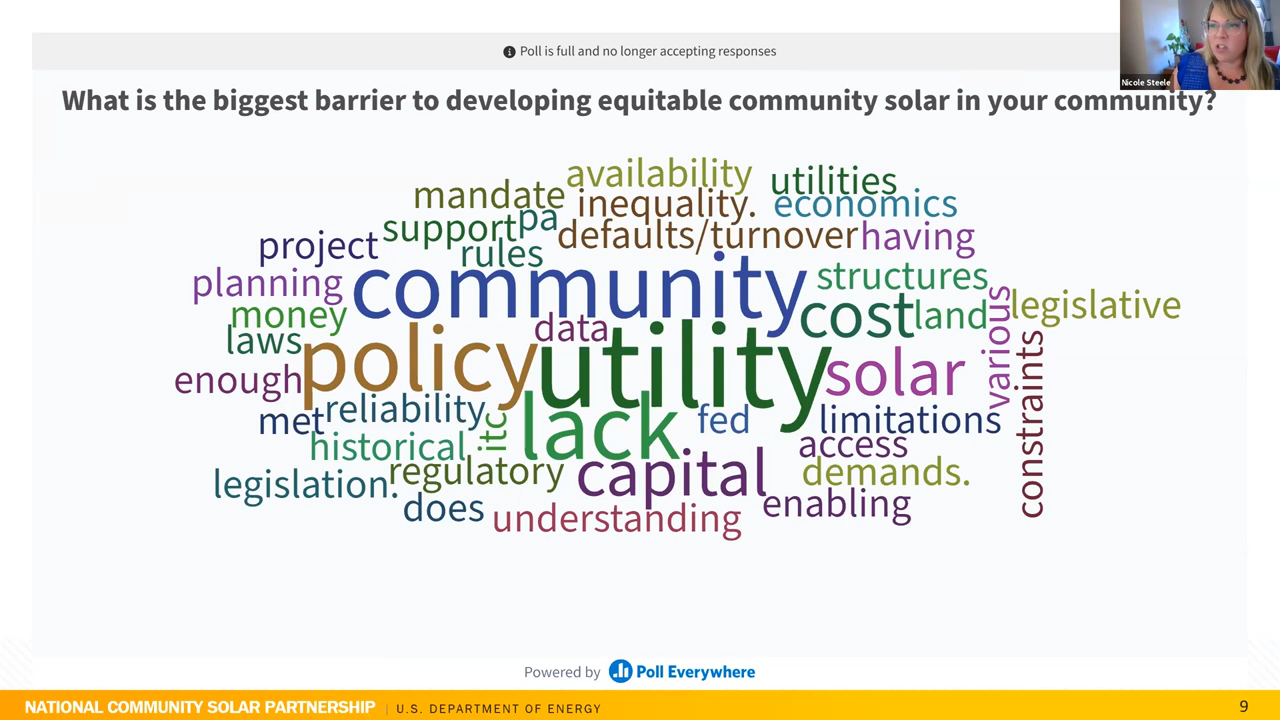 Poll is full and no longer accepting responses
Nicole Steele
What is the biggest barrier to developing equitable community solar in your community?
availability
utilities
mandate
inequality.
economics
pa
support
defaults/turnover
having
project
rules
planning
community
structures
money
cost
land
legislative
various
laws
data
policy
utility
solar
constraints
enough
met
reliability
itc
lack
fed
limitations
historical
access
legislation.
regulatory
capital
demands.
does
understanding
enabling
Powered by Poll Everywhere
NATIONAL COMMUNITY SOLAR PARTNERSHIP | U.S. DEPARTMENT OF ENERGY
9